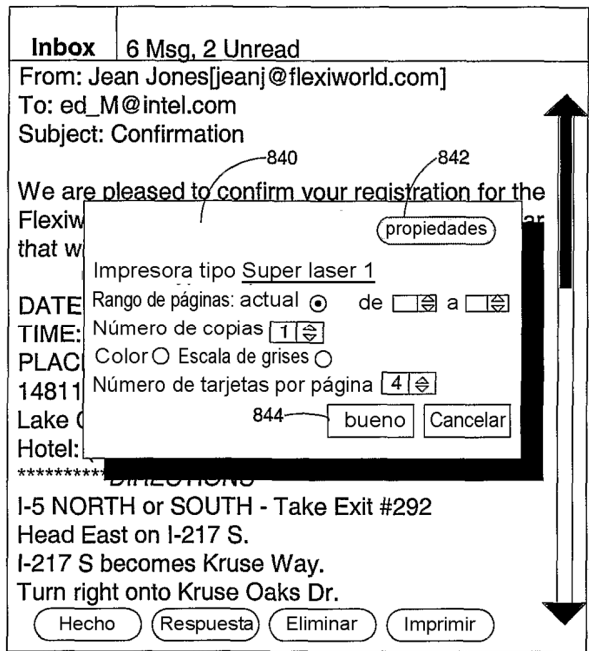 Inbox 6 Msg, 2 Unread
From: Jean Jones[jeanj@flexiworld.com]
To: ed_M@intel.com
Subject: Confirmation
840 842
We are pleased to confirm your registration for the
Flexiw
that w
propiedades
Impresora tipo Super laser 1
DATE
Rango de páginas: actual de a
TIME:
Número de copias 1
PLAC
Color Escala de grises
14811
Número de tarjetas por página 4
Lake
844 bueno Cancelar
Hotel:
**********DIRECTIONS
I-5 NORTH or SOUTH - Take Exit #292
Head East on I-217 S.
I-217 S becomes Kruse Way.
Turn right onto Kruse Oaks Dr.
Hecho Respuesta Eliminar Imprimir